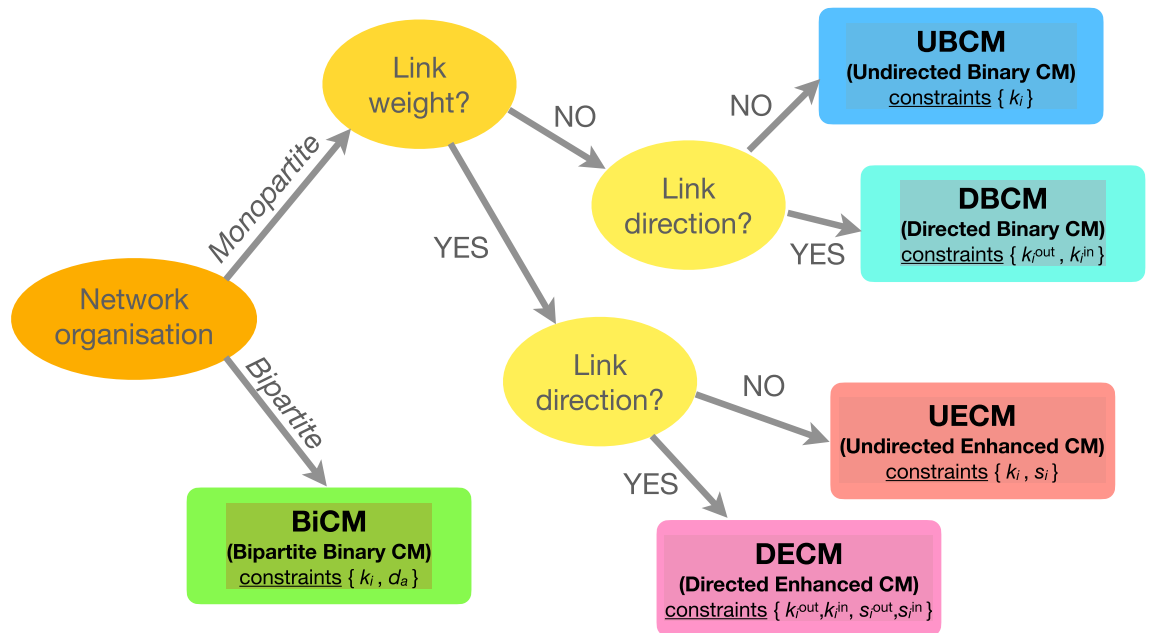 Network
organisation
Monopartite
Bipartite
Link
weight?
NO
YES
Link
direction?
NO
YES
UBCM
(Undirected Binary CM)
constraints { kᵢ }
DBCM
(Directed Binary CM)
constraints { kᵢᵒᵘᵗ , kᵢⁱⁿ }
Link
direction?
NO
YES
UECM
(Undirected Enhanced CM)
constraints { kᵢ , sᵢ }
DECM
(Directed Enhanced CM)
constraints { kᵢᵒᵘᵗ,kᵢⁱⁿ, sᵢᵒᵘᵗ,sᵢⁱⁿ }
BiCM
(Bipartite Binary CM)
constraints { kᵢ , dₐ }